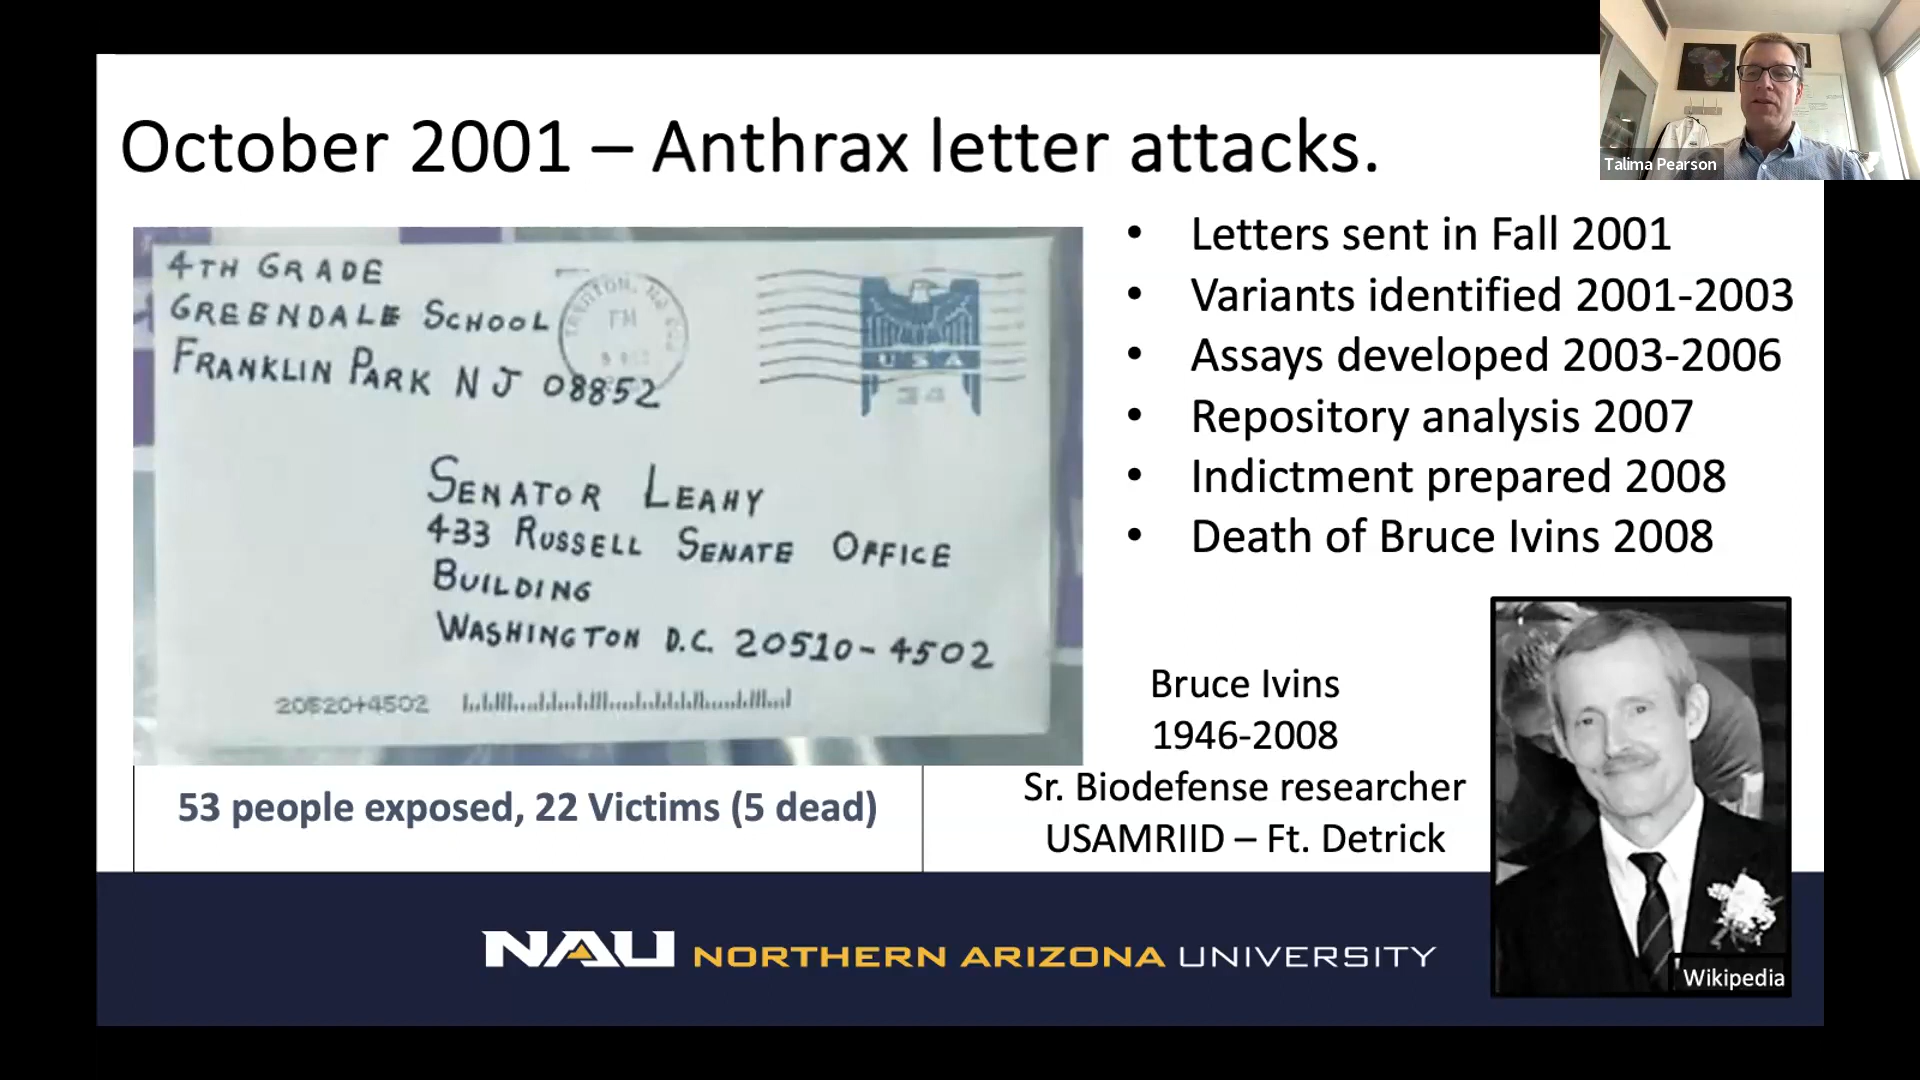 Talima Pearson
October 2001 – Anthrax letter attacks.
4TH GRADE
GREENDALE SCHOOL
FRANKLIN PARK NJ 08852
PM
USA
34
SENATOR LEAHY
433 RUSSELL SENATE OFFICE
BUILDING
WASHINGTON D.C. 20510-4502
20520+4502
• Letters sent in Fall 2001
• Variants identified 2001-2003
• Assays developed 2003-2006
• Repository analysis 2007
• Indictment prepared 2008
• Death of Bruce Ivins 2008
53 people exposed, 22 Victims (5 dead)
Bruce Ivins
1946-2008
Sr. Biodefense researcher
USAMRIID – Ft. Detrick
Wikipedia
NAU NORTHERN ARIZONA UNIVERSITY